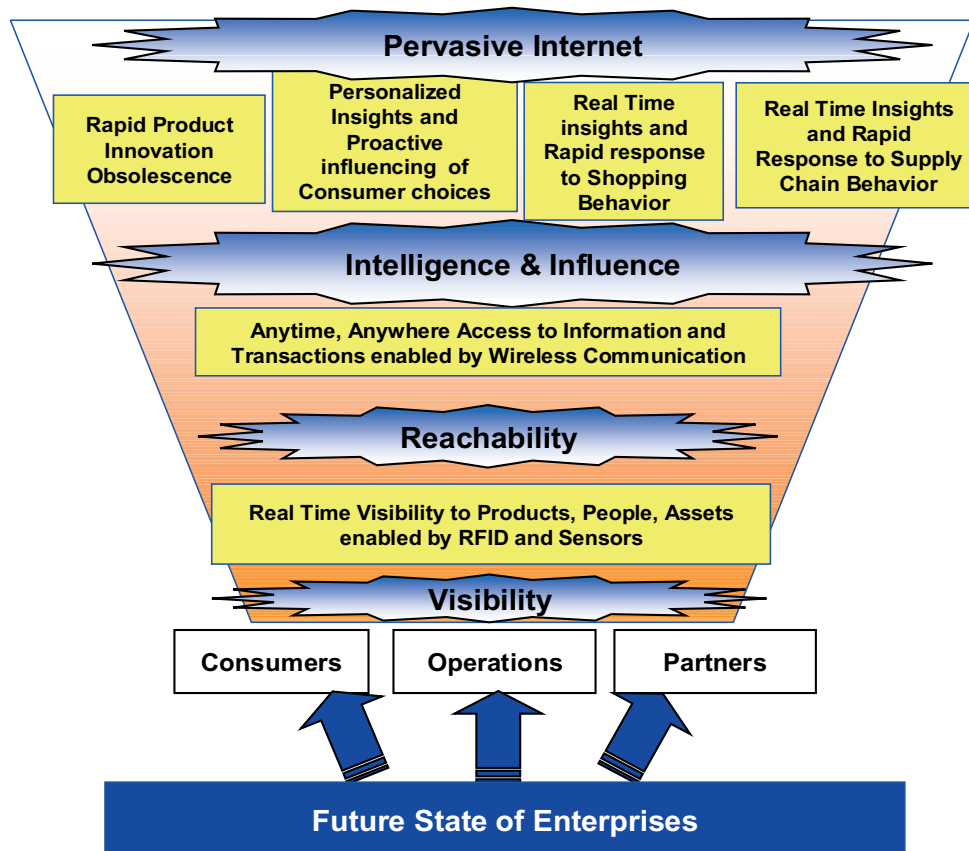 Pervasive Internet
Rapid Product
Innovation
Obsolescence
Personalized
Insights and
Proactive
influencing of
Consumer choices
Real Time
insights and
Rapid response
to Shopping
Behavior
Real Time Insights
and Rapid
Response to Supply
Chain Behavior
Intelligence & Influence
Anytime, Anywhere Access to Information and
Transactions enabled by Wireless Communication
Reachability
Real Time Visibility to Products, People, Assets
enabled by RFID and Sensors
Visibility
Consumers
Operations
Partners
Future State of Enterprises